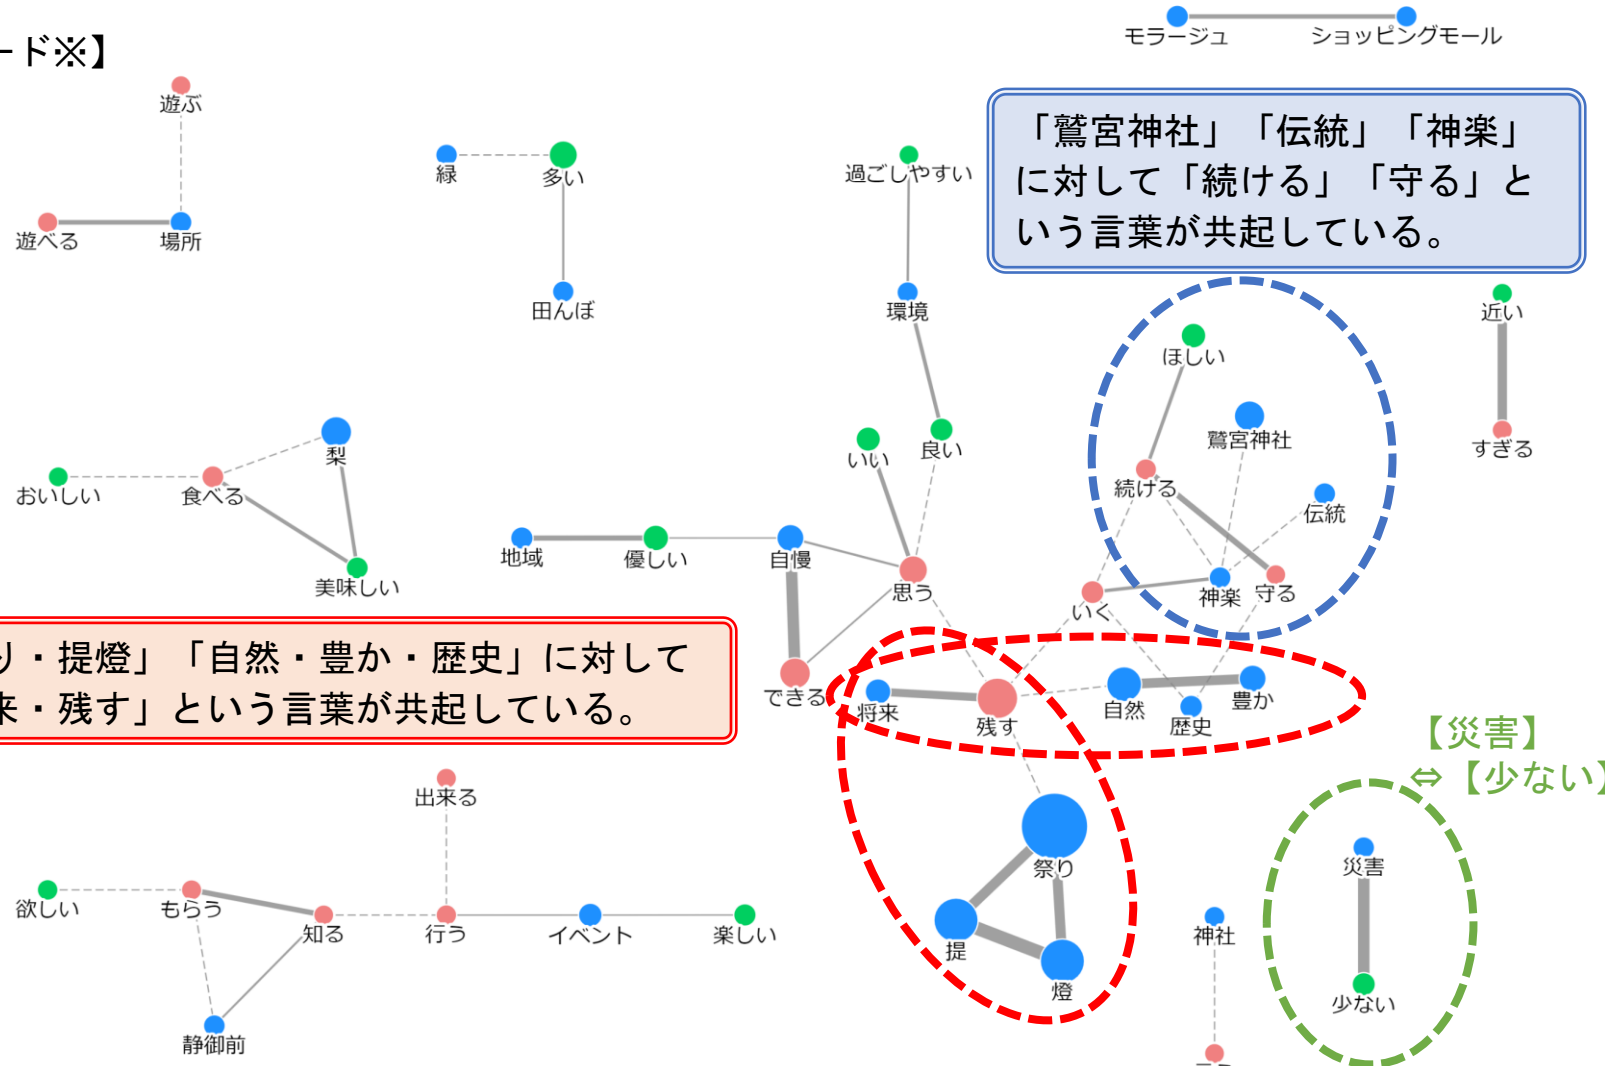 モラージュ
ショッピングモール
ード※】
遊ぶ
遊べる
場所
緑
多い
田んぼ
過ごしやすい
環境
「鷲宮神社」「伝統」「神楽」
に対して「続ける」「守る」と
いう言葉が共起している。
近い
すぎる
ほしい
鷲宮神社
続ける
伝統
神楽
守る
いく
梨
おいしい
食べる
美味しい
いい
良い
地域
優しい
自慢
思う
できる
り・提燈」「自然・豊か・歴史」に対して
来・残す」という言葉が共起している。
将来
残す
自然
歴史
豊か
【災害】
⇔【少ない】
災害
少ない
祭り
提
燈
神社
出来る
欲しい
もらう
知る
行う
イベント
楽しい
静御前